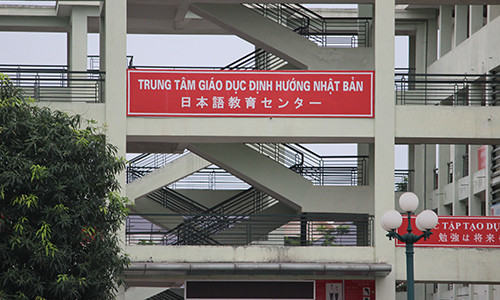 TRUNG TÂM GIÁO DỤC ĐỊNH HƯỚNG NHẬT BẢN
日本語教育センター
TẬP TẠO DỰ
勉強は将来